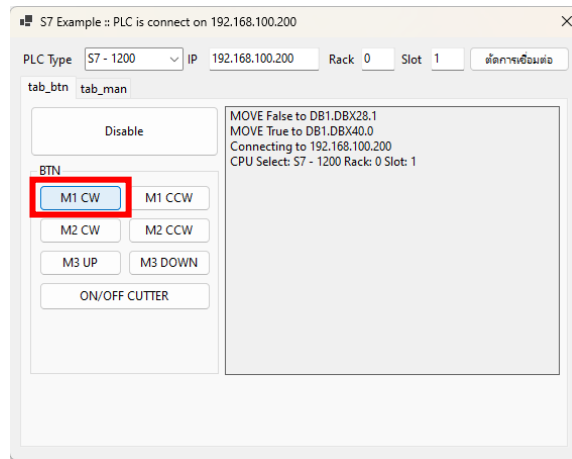 S7 Example :: PLC is connect on 192.168.100.200
PLC Type S7 - 1200 IP 192.168.100.200 Rack 0 Slot 1 ตัดการเชื่อมต่อ
tab_btn tab_man
Disable
BTN
M1 CW M1 CCW
M2 CW M2 CCW
M3 UP M3 DOWN
ON/OFF CUTTER
MOVE False to DB1.DBX28.1
MOVE True to DB1.DBX40.0
Connecting to 192.168.100.200
CPU Select: S7 - 1200 Rack: 0 Slot: 1